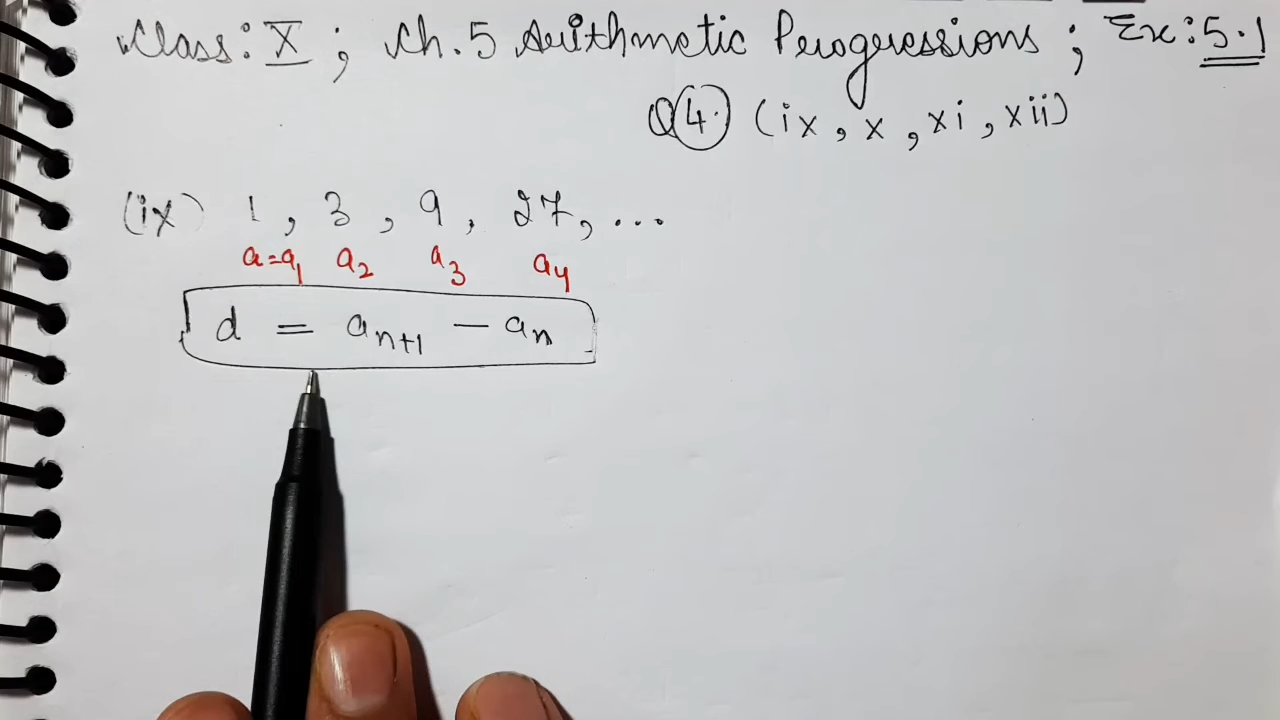 Class: X ; Ch. 5 Arithmetic Progressions ; Ex: 5.1
Q 4. (ix, x, xi, xii)
(ix) 1, 3, 9, 27, ...
a=a₁ a₂ a₃ a₄
d = aₙ₊₁ − aₙ